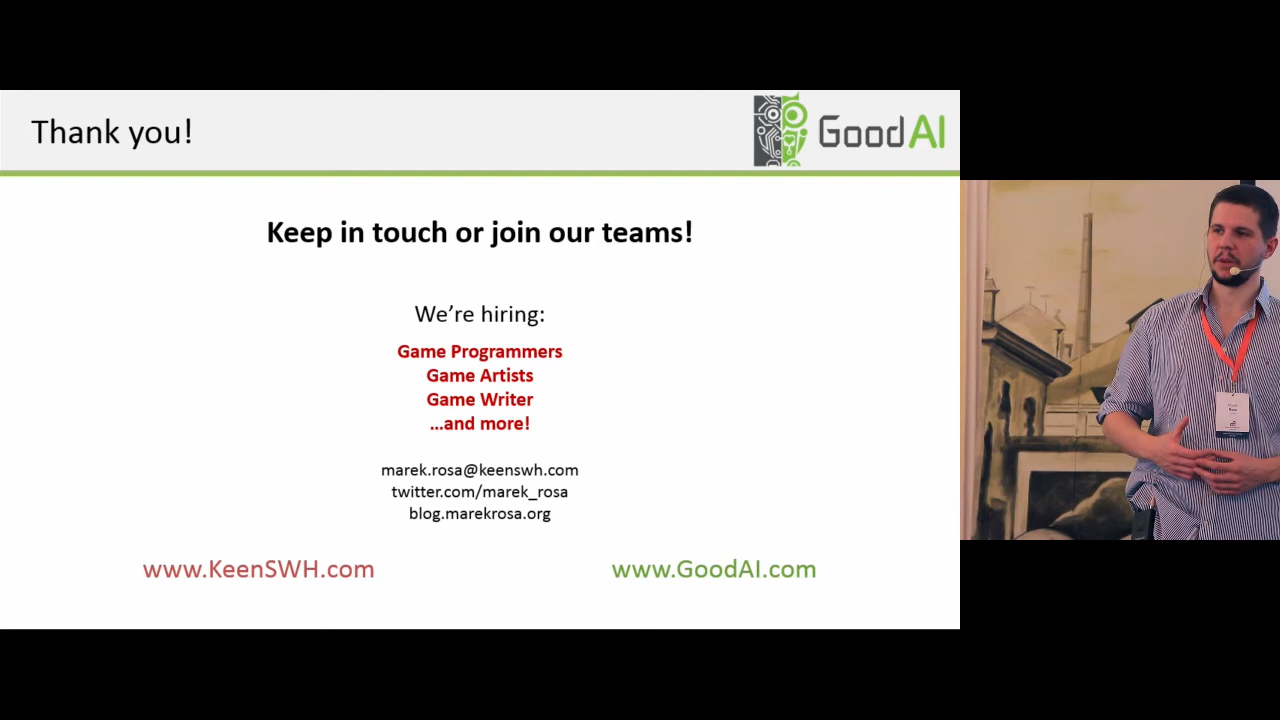 Thank you!
GoodAI
Keep in touch or join our teams!
We're hiring:
Game Programmers
Game Artists
Game Writer
...and more!
marek.rosa@keenswh.com
twitter.com/marek_rosa
blog.marekrosa.org
www.KeenSWH.com
www.GoodAI.com
Rosa